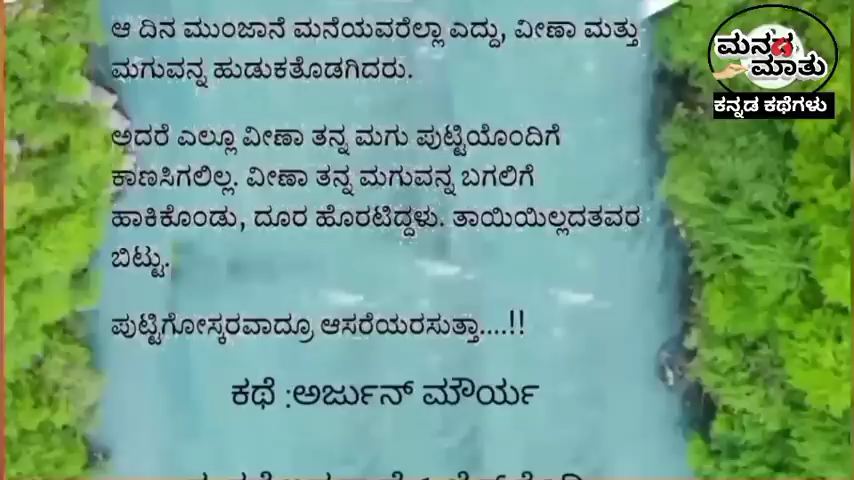 ಆ ದಿನ ಮುಂಜಾನೆ ಮನೆಯವರೆಲ್ಲಾ ಎದ್ದು, ವೀಣಾ ಮತ್ತು
ಮಗುವನ್ನ ಹುಡುಕತೊಡಗಿದರು.
ಅದರೆ ಎಲ್ಲೂ ವೀಣಾ ತನ್ನ ಮಗು ಪುಟ್ಟಿಯೊಂದಿಗೆ
ಕಾಣಸಿಗಲಿಲ್ಲ. ವೀಣಾ ತನ್ನ ಮಗುವನ್ನ ಬಗಲಿಗೆ
ಹಾಕಿಕೊಂಡು, ದೂರ ಹೊರಟಿದ್ದಳು. ತಾಯಿಯಿಲ್ಲದತವರ
ಬಿಟ್ಟು.
ಪುಟ್ಟಿಗೋಸ್ಕರವಾದ್ರೂ ಆಸರೆಯರಸುತ್ತಾ....!!
ಕಥೆ :ಅರ್ಜುನ್ ಮೌರ್ಯ
ಮನದ
ಮಾತು
ಕನ್ನಡ ಕಥೆಗಳು